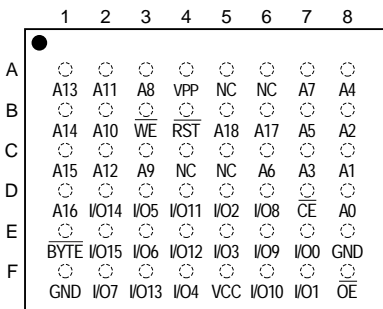 1 2 3 4 5 6 7 8
A
A13 A11 A8 VPP NC NC A7 A4
B
A14 A10 WE RST A18 A17 A5 A2
C
A15 A12 A9 NC NC A6 A3 A1
D
A16 I/O14 I/O5 I/O11 I/O2 I/O8 CE A0
E
BYTE I/O15 I/O6 I/O12 I/O3 I/O9 I/O0 GND
F
GND I/O7 I/O13 I/O4 VCC I/O10 I/O1 OE